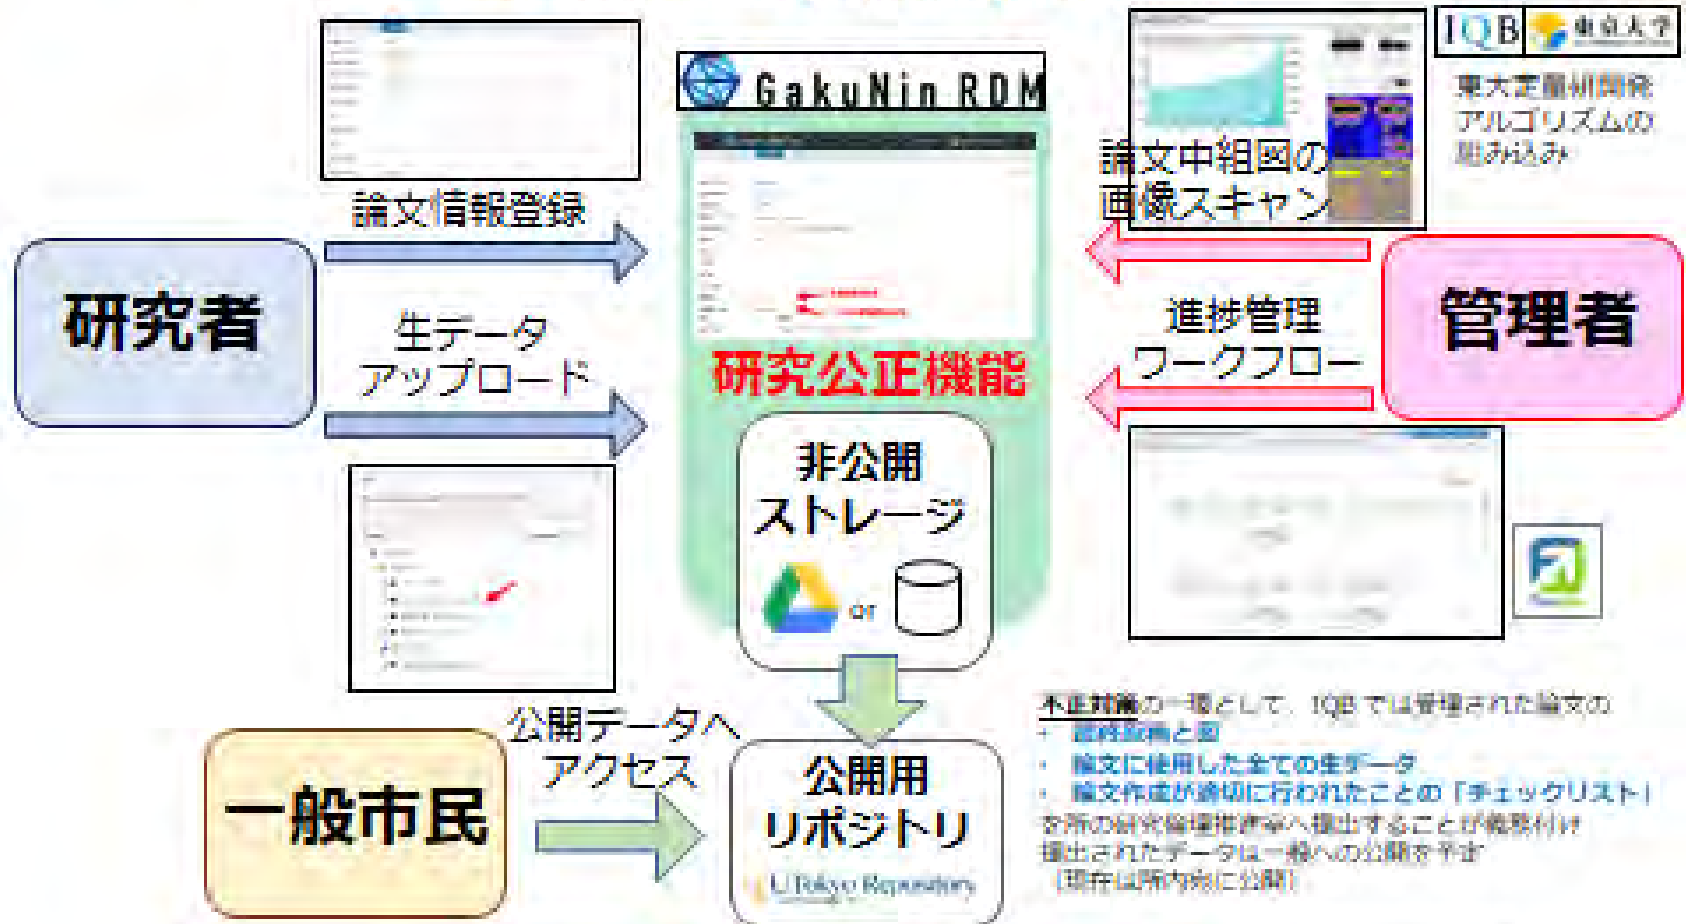 GakuNin RDM
IQB 東京大学
東大定量研開発
アルゴリズムの
組み込み
論文中組図の
画像スキャン
論文情報登録
研究者
生データ
アップロード
研究公正機能
進捗管理
ワークフロー
管理者
非公開
ストレージ
or
公開データへ
アクセス
一般市民
公開用
リポジトリ
UTokyo Repository
不正対策の一環として、IQBでは受理された論文の
・ 最終原稿と図
・ 論文に使用した全ての生データ
・ 論文作成が適切に行われたことの「チェックリスト」
を所の研究倫理推進室へ提出することが義務付け
提出されたデータは一般への公開を予定
（現在は所内宛に公開）